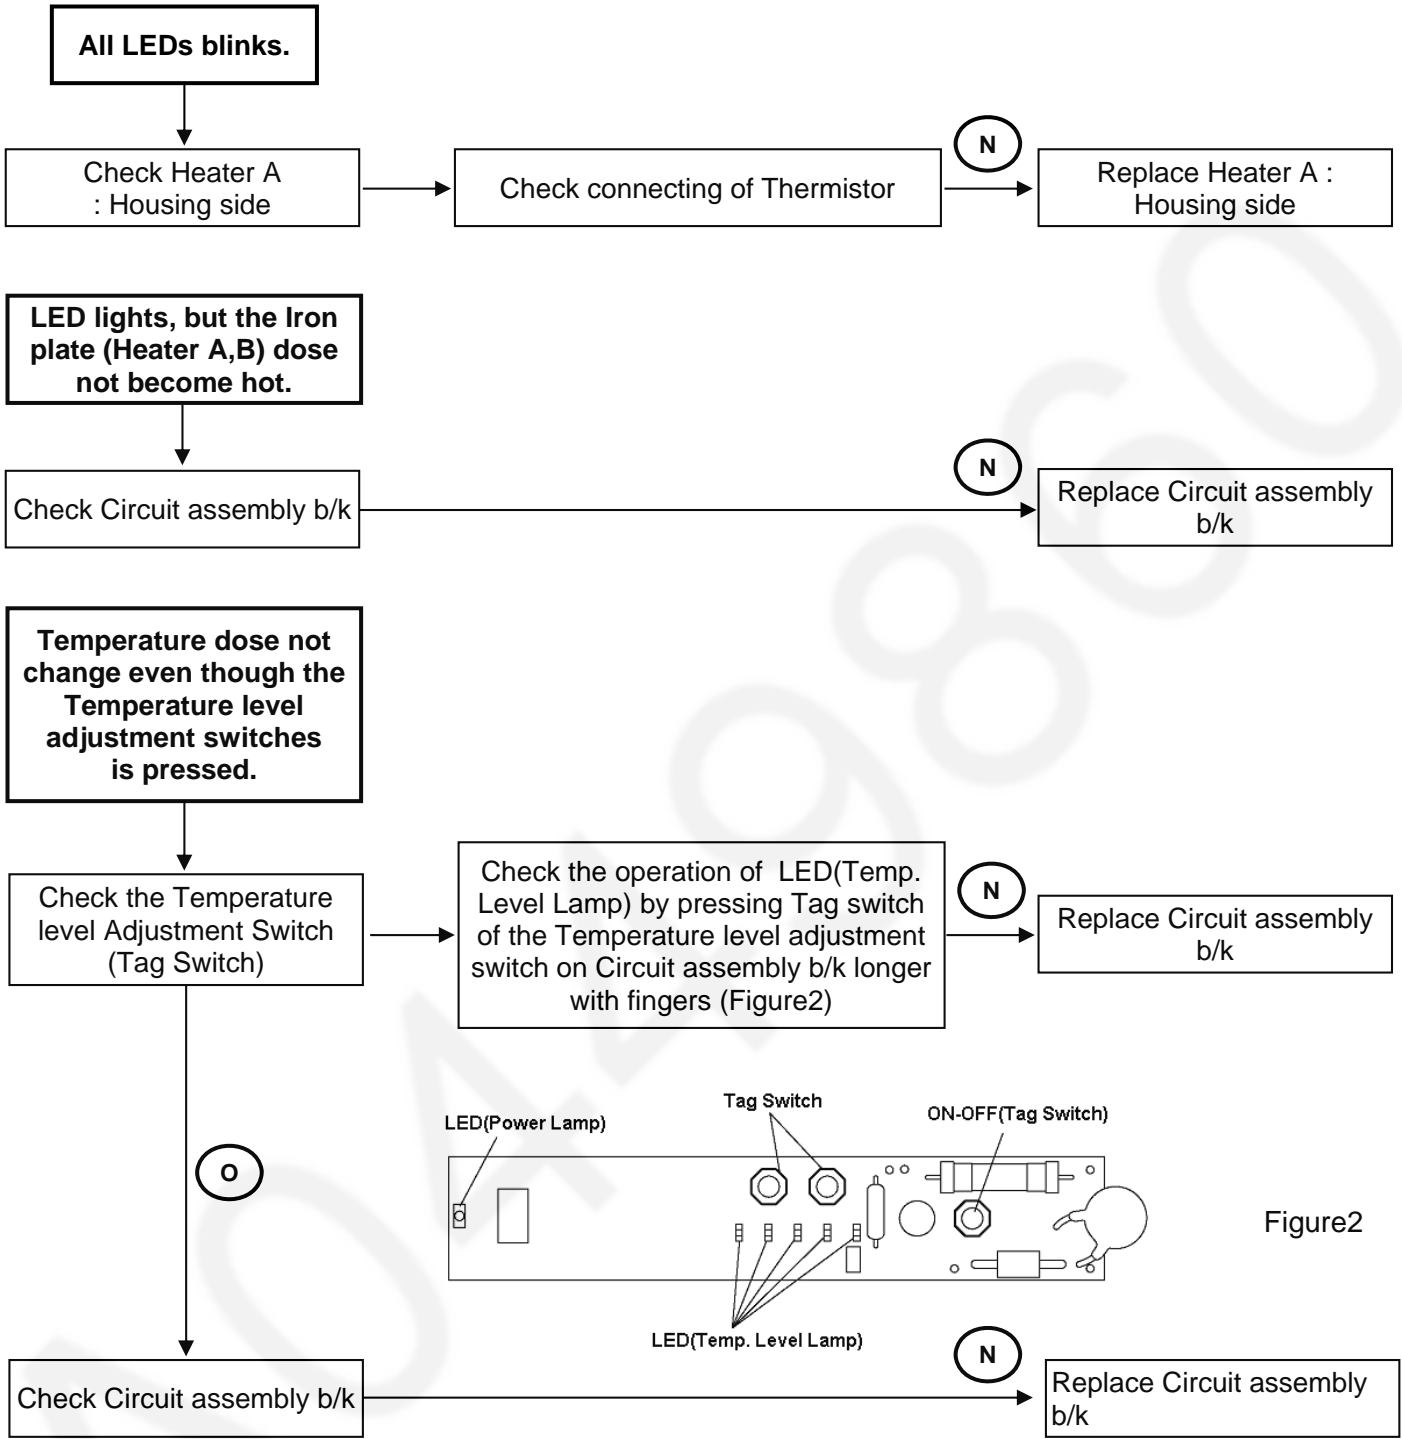 All LEDs blinks.
Check Heater A
: Housing side
Check connecting of Thermistor
N
Replace Heater A :
Housing side
LED lights, but the Iron
plate (Heater A,B) dose
not become hot.
Check Circuit assembly b/k
N
Replace Circuit assembly
b/k
Temperature dose not
change even though the
Temperature level
adjustment switches
is pressed.
Check the Temperature
level Adjustment Switch
(Tag Switch)
Check the operation of LED(Temp.
Level Lamp) by pressing Tag switch
of the Temperature level adjustment
switch on Circuit assembly b/k longer
with fingers (Figure2)
N
Replace Circuit assembly
b/k
O
LED(Power Lamp)
Tag Switch
ON-OFF(Tag Switch)
LED(Temp. Level Lamp)
Figure2
Check Circuit assembly b/k
N
Replace Circuit assembly
b/k